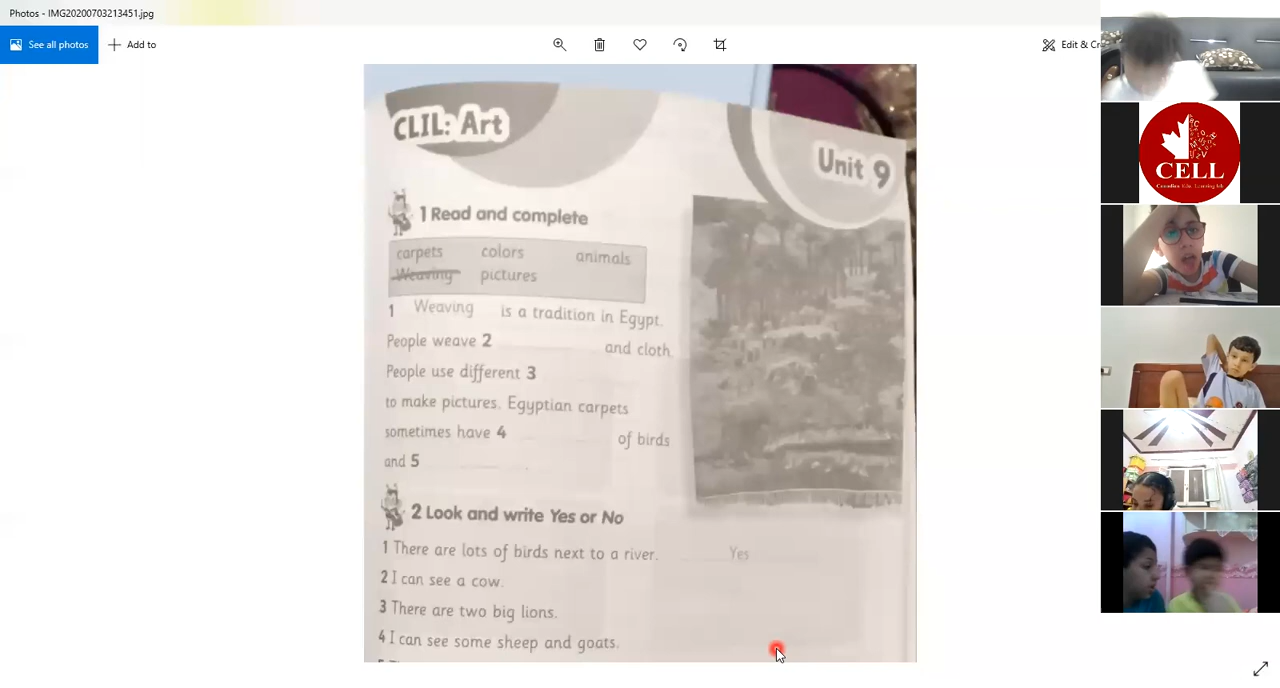 Photos - IMG20200703213451.jpg
See all photos
Add to
Edit & Cr
CLIL: Art
Unit 9
1 Read and complete
carpets colors animals
Weaving pictures
1 Weaving is a tradition in Egypt.
People weave 2 and cloth.
People use different 3
to make pictures. Egyptian carpets
sometimes have 4 of birds
and 5
2 Look and write Yes or No
1 There are lots of birds next to a river. Yes
2 I can see a cow.
3 There are two big lions.
4 I can see some sheep and goats.
CELL